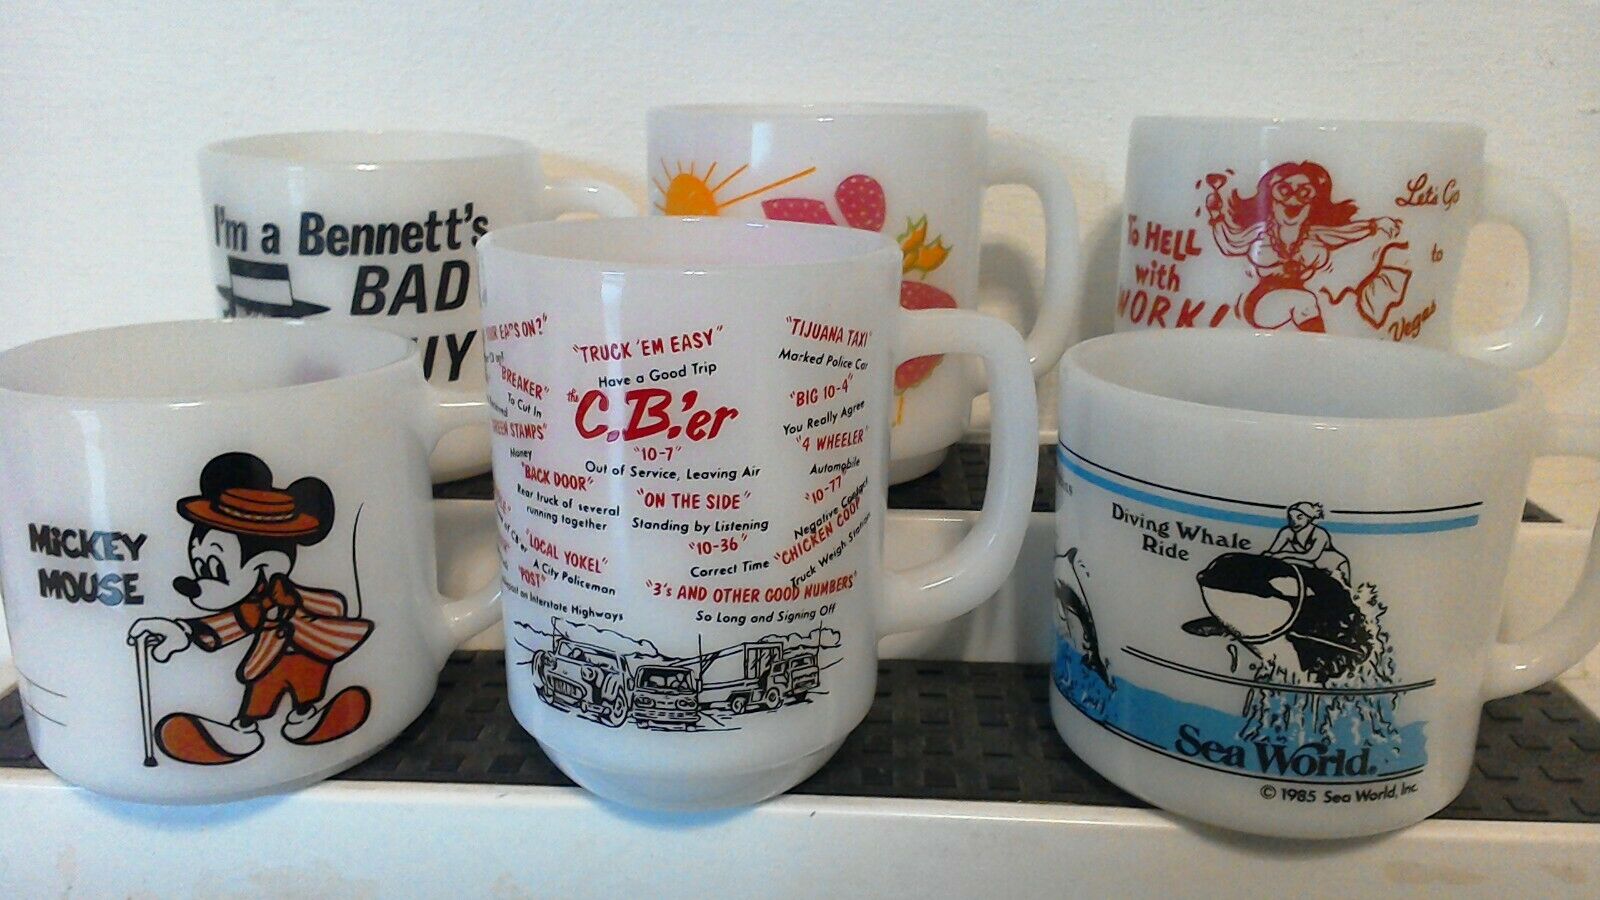 I'm a Bennett's
BAD
To HELL
with
WORK!
Let's Go
to
Vegas
MiCKEY
MOUSE
EARS ON?"
"BREAKER"
To Cut In
STAMPS"
Money
"BACK DOOR"
Rear truck of several
running together
"LOCAL YOKEL"
A City Policeman
"POST"
on Interstate Highways
"TRUCK 'EM EASY"
Have a Good Trip
the
C.B.'er
"10-7"
Out of Service, Leaving Air
"ON THE SIDE"
Standing by Listening
"10-36"
Correct Time
"3's AND OTHER GOOD NUMBERS"
So Long and Signing Off
"TIJUANA TAXI"
Marked Police Car
"BIG 10-4"
You Really Agree
"4 WHEELER"
Automobile
"10-77"
Negative Contact
"CHICKEN COOP"
Truck Weigh Station
Diving Whale
Ride
Sea World.
© 1985 Sea World, Inc.